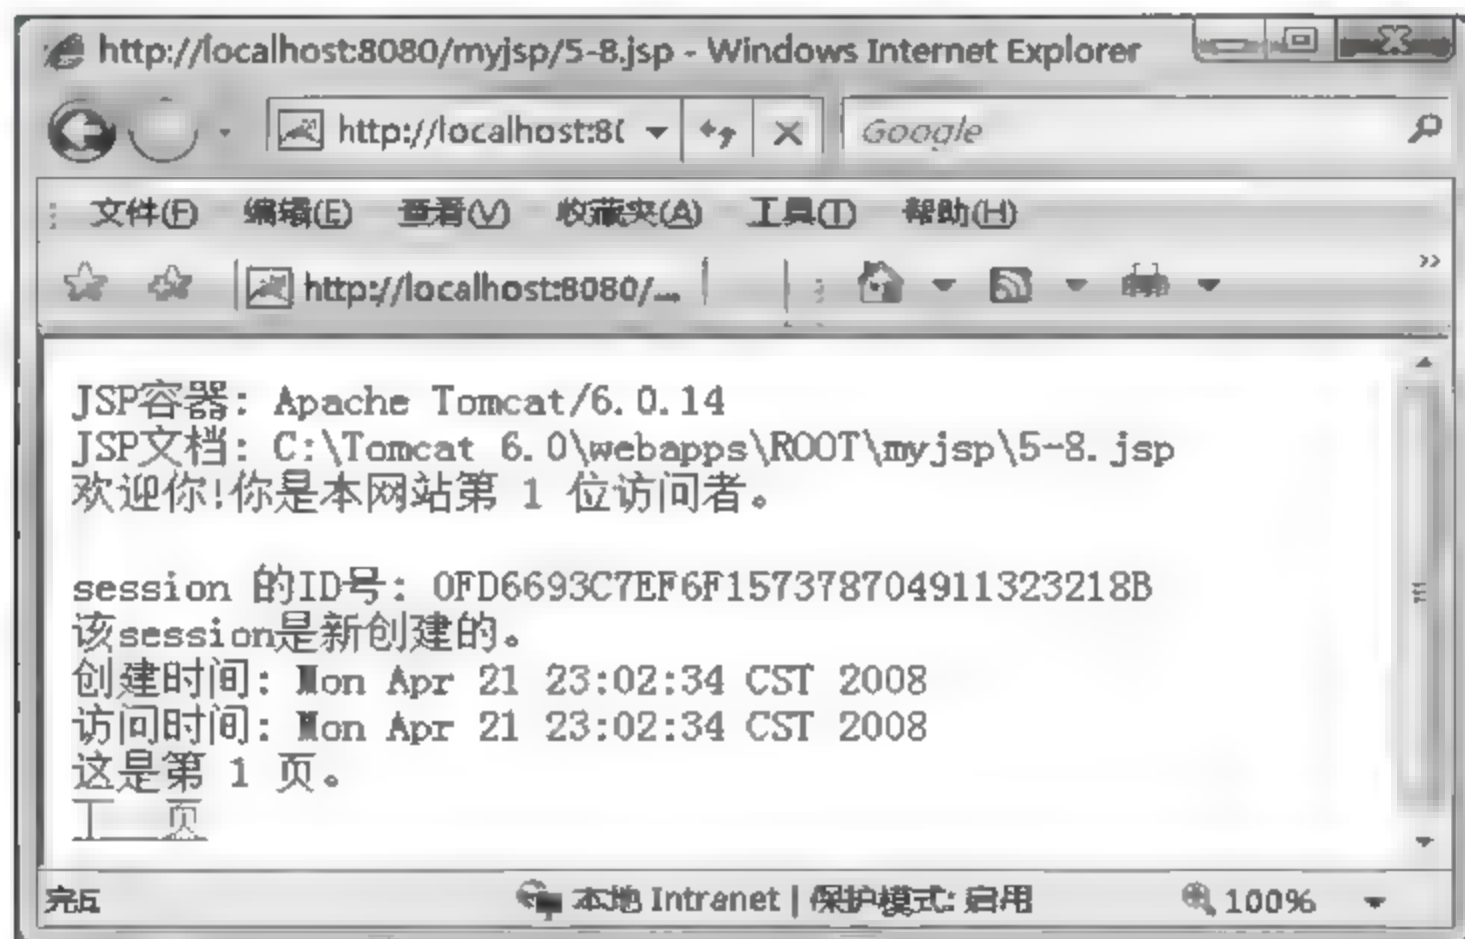 http://localhost:8080/myjsp/5-8.jsp - Windows Internet Explorer
http://localhost:8( Google
文件(F) 编辑(E) 查看(V) 收藏夹(A) 工具(T) 帮助(H)
http://localhost:8080/...
JSP容器: Apache Tomcat/6.0.14
JSP文档: C:\Tomcat 6.0\webapps\ROOT\myjsp\5-8.jsp
欢迎你!你是本网站第 1 位访问者。
session 的ID号: 0FD6693C7EF6F157378704911323218B
该session是新创建的。
创建时间: Mon Apr 21 23:02:34 CST 2008
访问时间: Mon Apr 21 23:02:34 CST 2008
这是第 1 页。
下一页
完成 本地 Intranet | 保护模式: 启用 100%